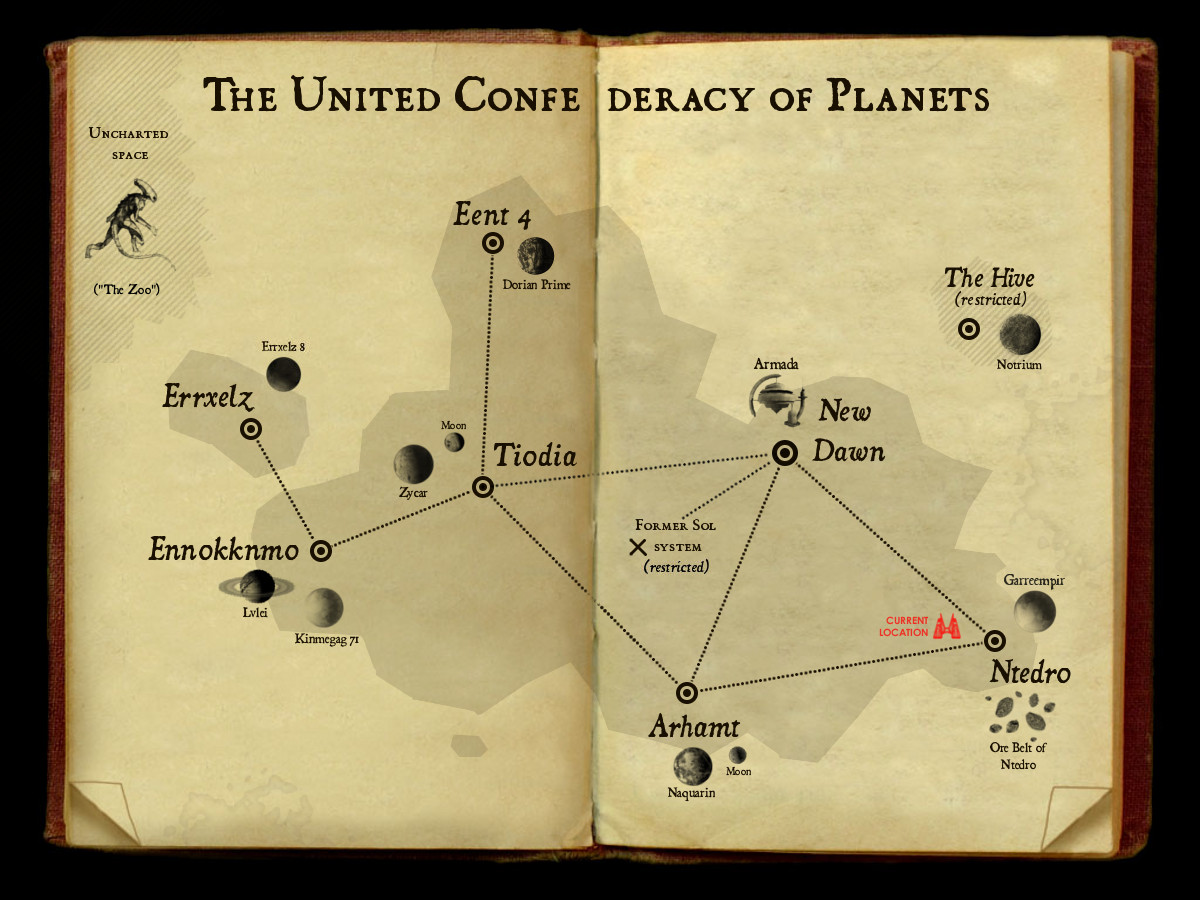 The United Confe deracy of Planets
Uncharted
space
("The Zoo")
Eent 4
Dorian Prime
The Hive
(restricted)
Notrium
Errxelz 8
Errxelz
Armada
New
Dawn
Moon
Zycar
Tiodia
Former Sol
system
(restricted)
Ennokknmo
Lvlei
Kinmegag 71
Garreempir
CURRENT
LOCATION
Ntedro
Ore Belt of
Ntedro
Arhamt
Naquarin
Moon